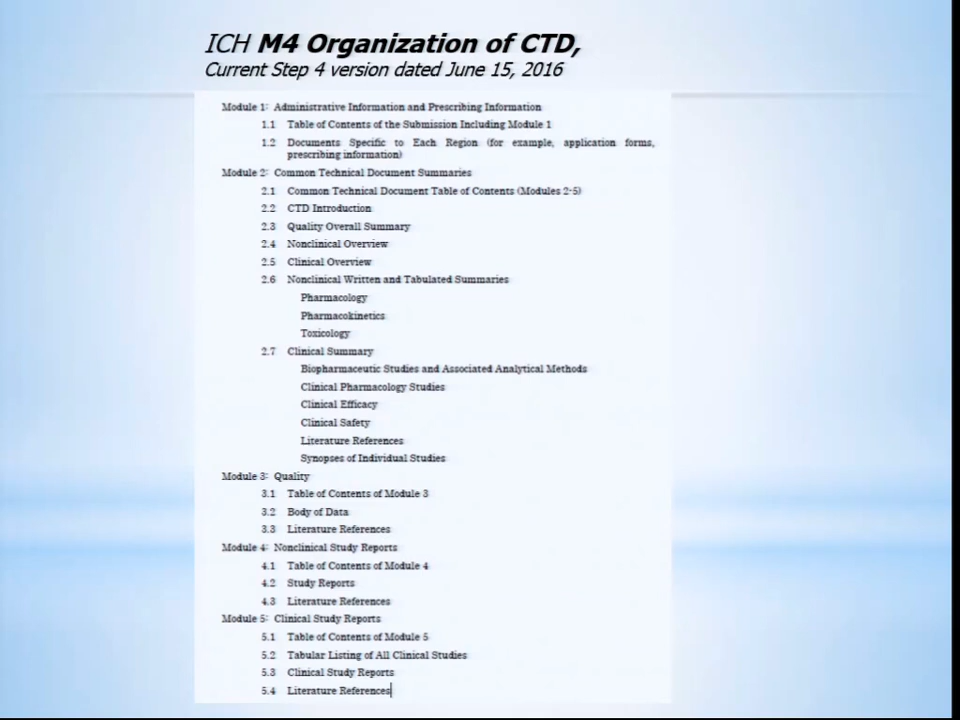 ICH M4 Organization of CTD,
Current Step 4 version dated June 15, 2016
Module 1: Administrative Information and Prescribing Information
1.1 Table of Contents of the Submission Including Module 1
1.2 Documents Specific to Each Region (for example, application forms,
prescribing information)
Module 2: Common Technical Document Summaries
2.1 Common Technical Document Table of Contents (Modules 2-5)
2.2 CTD Introduction
2.3 Quality Overall Summary
2.4 Nonclinical Overview
2.5 Clinical Overview
2.6 Nonclinical Written and Tabulated Summaries
Pharmacology
Pharmacokinetics
Toxicology
2.7 Clinical Summary
Biopharmaceutic Studies and Associated Analytical Methods
Clinical Pharmacology Studies
Clinical Efficacy
Clinical Safety
Literature References
Synopses of Individual Studies
Module 3: Quality
3.1 Table of Contents of Module 3
3.2 Body of Data
3.3 Literature References
Module 4: Nonclinical Study Reports
4.1 Table of Contents of Module 4
4.2 Study Reports
4.3 Literature References
Module 5: Clinical Study Reports
5.1 Table of Contents of Module 5
5.2 Tabular Listing of All Clinical Studies
5.3 Clinical Study Reports
5.4 Literature References